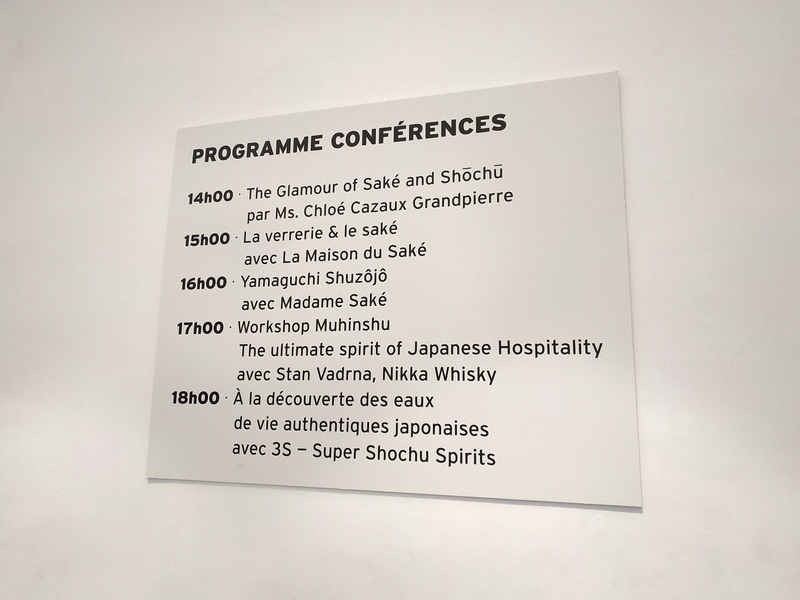 PROGRAMME CONFÉRENCES
14h00 · The Glamour of Saké and Shōchū
par Ms. Chloé Cazaux Grandpierre
15h00 · La verrerie & le saké
avec La Maison du Saké
16h00 · Yamaguchi Shuzôjô
avec Madame Saké
17h00 · Workshop Muhinshu
The ultimate spirit of Japanese Hospitality
avec Stan Vadrna, Nikka Whisky
18h00 · À la découverte des eaux
de vie authentiques japonaises
avec 3S – Super Shochu Spirits